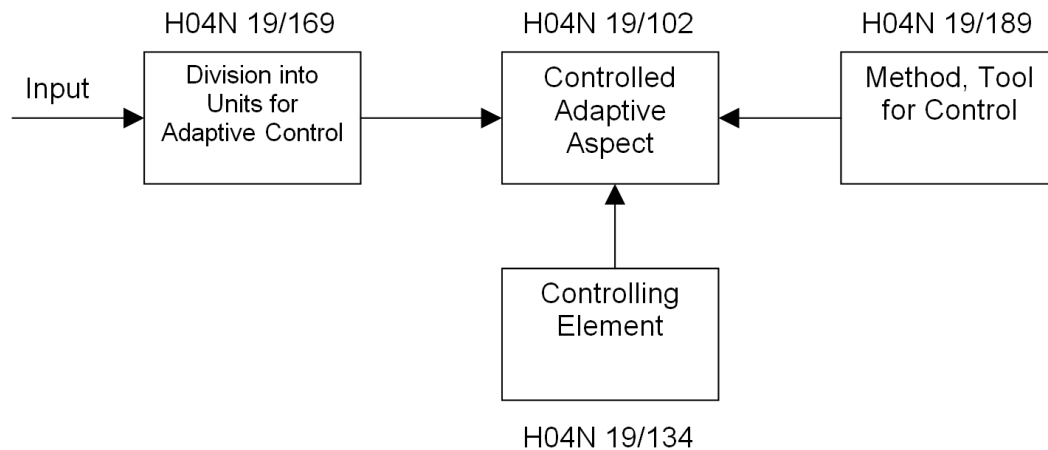 H04N 19/169
H04N 19/102
H04N 19/189
Input
Division into
Units for
Adaptive Control
Controlled
Adaptive
Aspect
Method, Tool
for Control
Controlling
Element
H04N 19/134